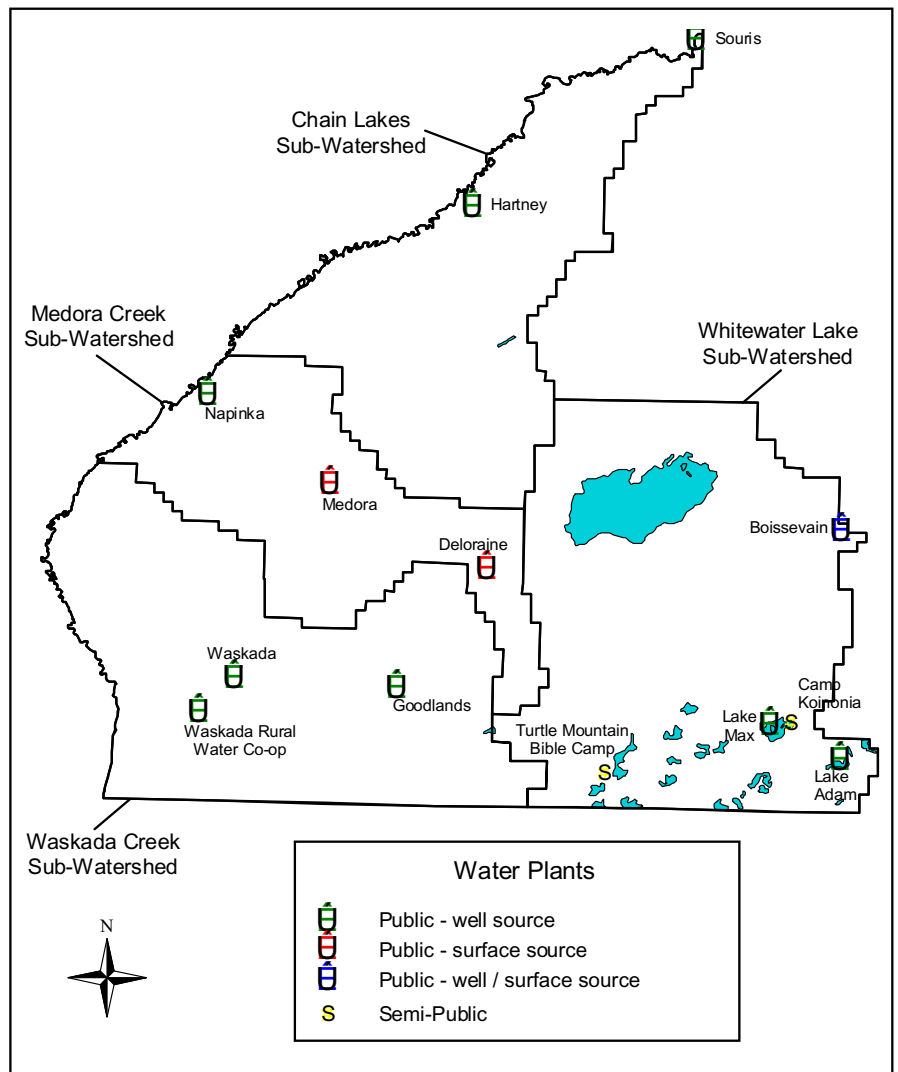 Souris
Chain Lakes
Sub-Watershed
Hartney
Medora Creek
Sub-Watershed
Whitewater Lake
Sub-Watershed
Napinka
Medora
Boissevain
Deloraine
Waskada
Goodlands
Waskada Rural
Water Co-op
Camp
Koinonia
Lake
Max
Turtle Mountain
Bible Camp
S
S
Lake
Adam
Waskada Creek
Sub-Watershed
N
Water Plants
Public - well source
Public - surface source
Public - well / surface source
S Semi-Public